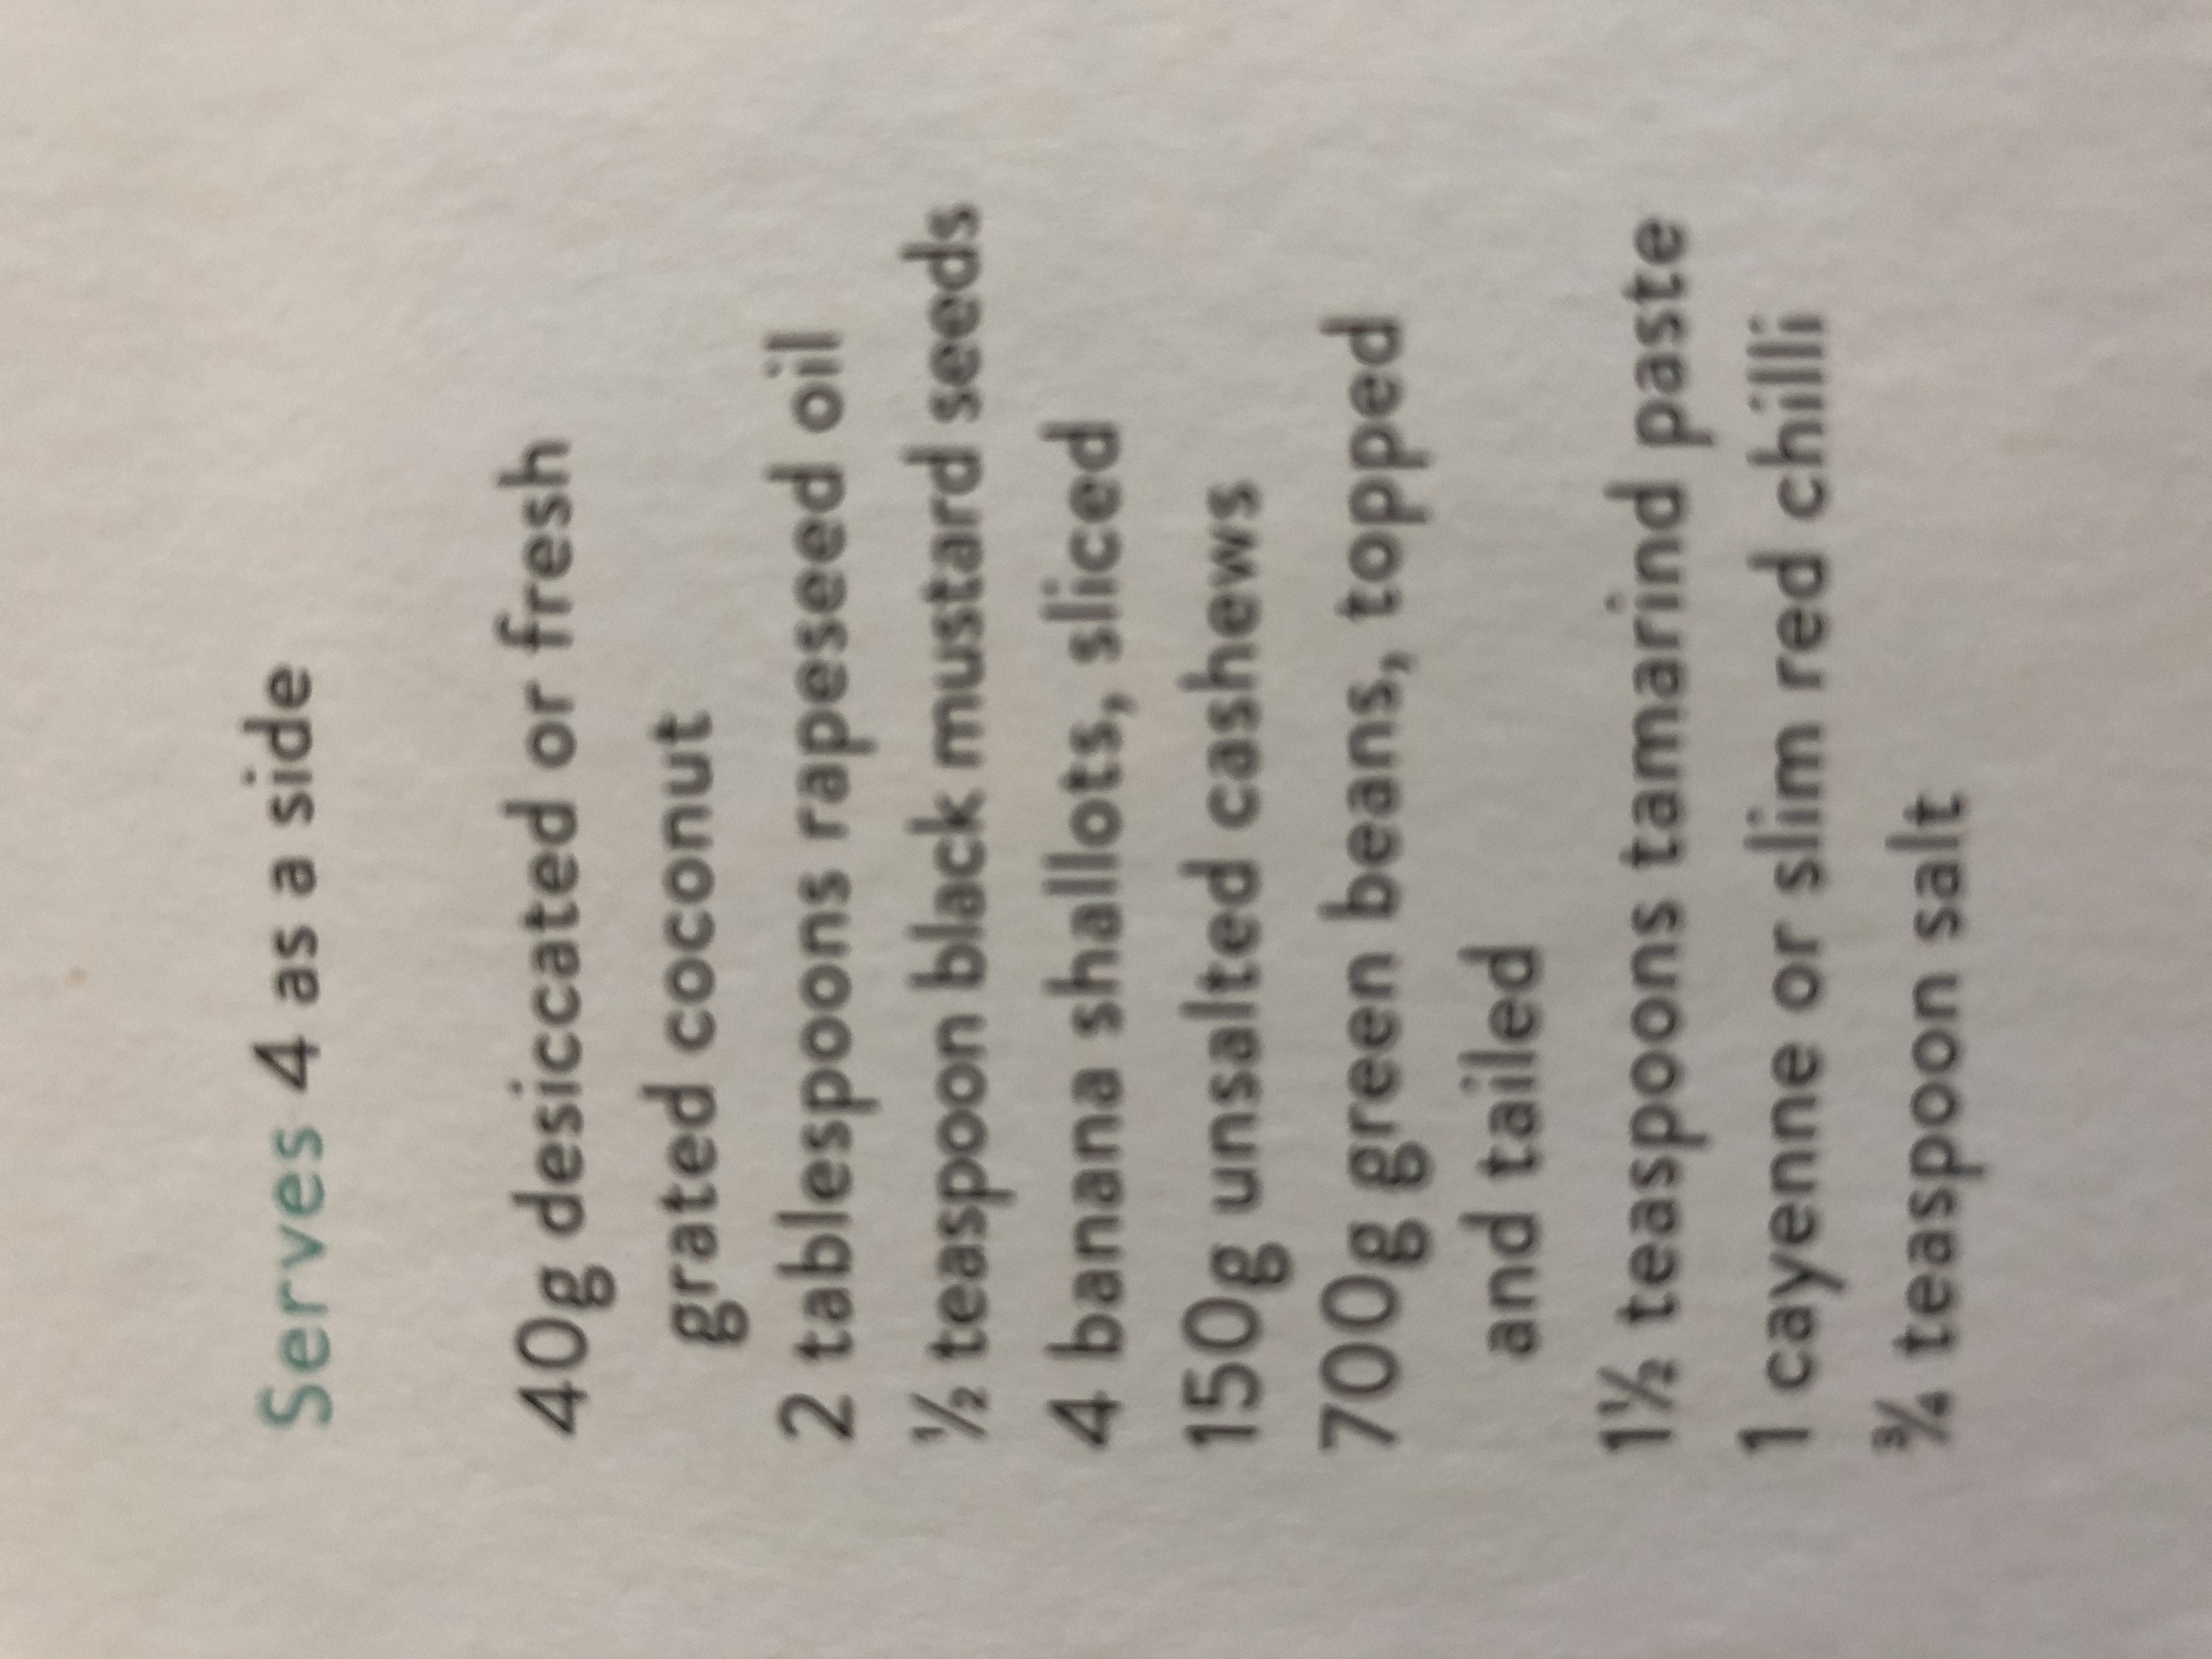 Serves 4 as a side
40g desiccated or fresh
grated coconut
2 tablespoons rapeseed oil
½ teaspoon black mustard seeds
4 banana shallots, sliced
150g unsalted cashews
700g green beans, topped
and tailed
1½ teaspoons tamarind paste
1 cayenne or slim red chilli
¾ teaspoon salt